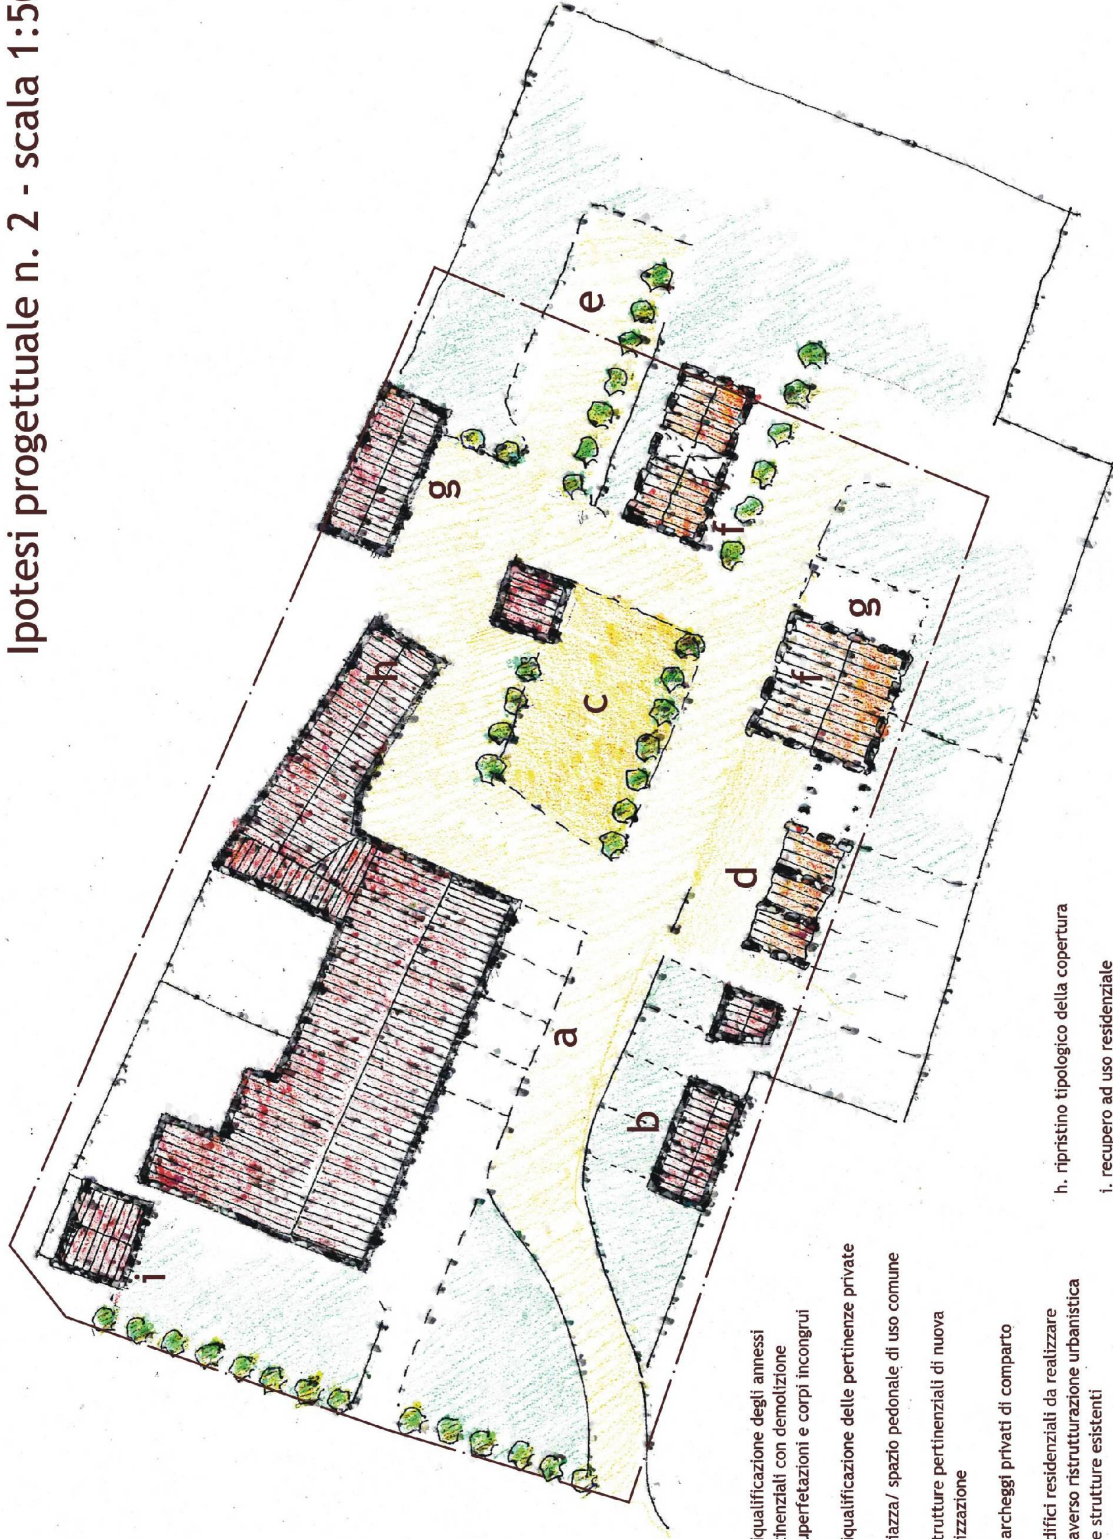 Ipotesi progettuale n. 2 - scala 1:50
i
h
g
e
a
c
f
b
d
f
g
iqualificazione degli annessi
inenziali con demolizione
uperfetazioni e corpi incongrui
iqualificazione delle pertinenze private
iazza/ spazio pedonale di uso comune
trutture pertinenziali di nuova
izzazione
archeggi privati di comparto
difici residenziali da realizzare
averso ristrutturazione urbanistica
e strutture esistenti
h. ripristino tipologico della copertura
i. recupero ad uso residenziale